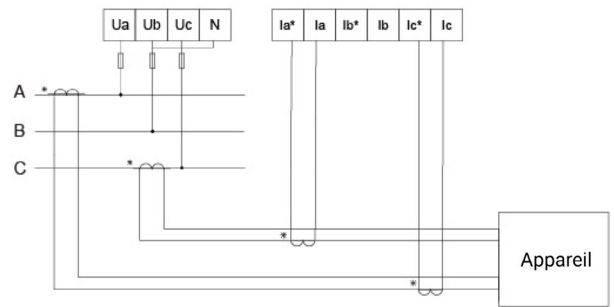 Ua Ub Uc N Ia* Ia Ib* Ib Ic* Ic
A *
B
C *
*
Appareil
*